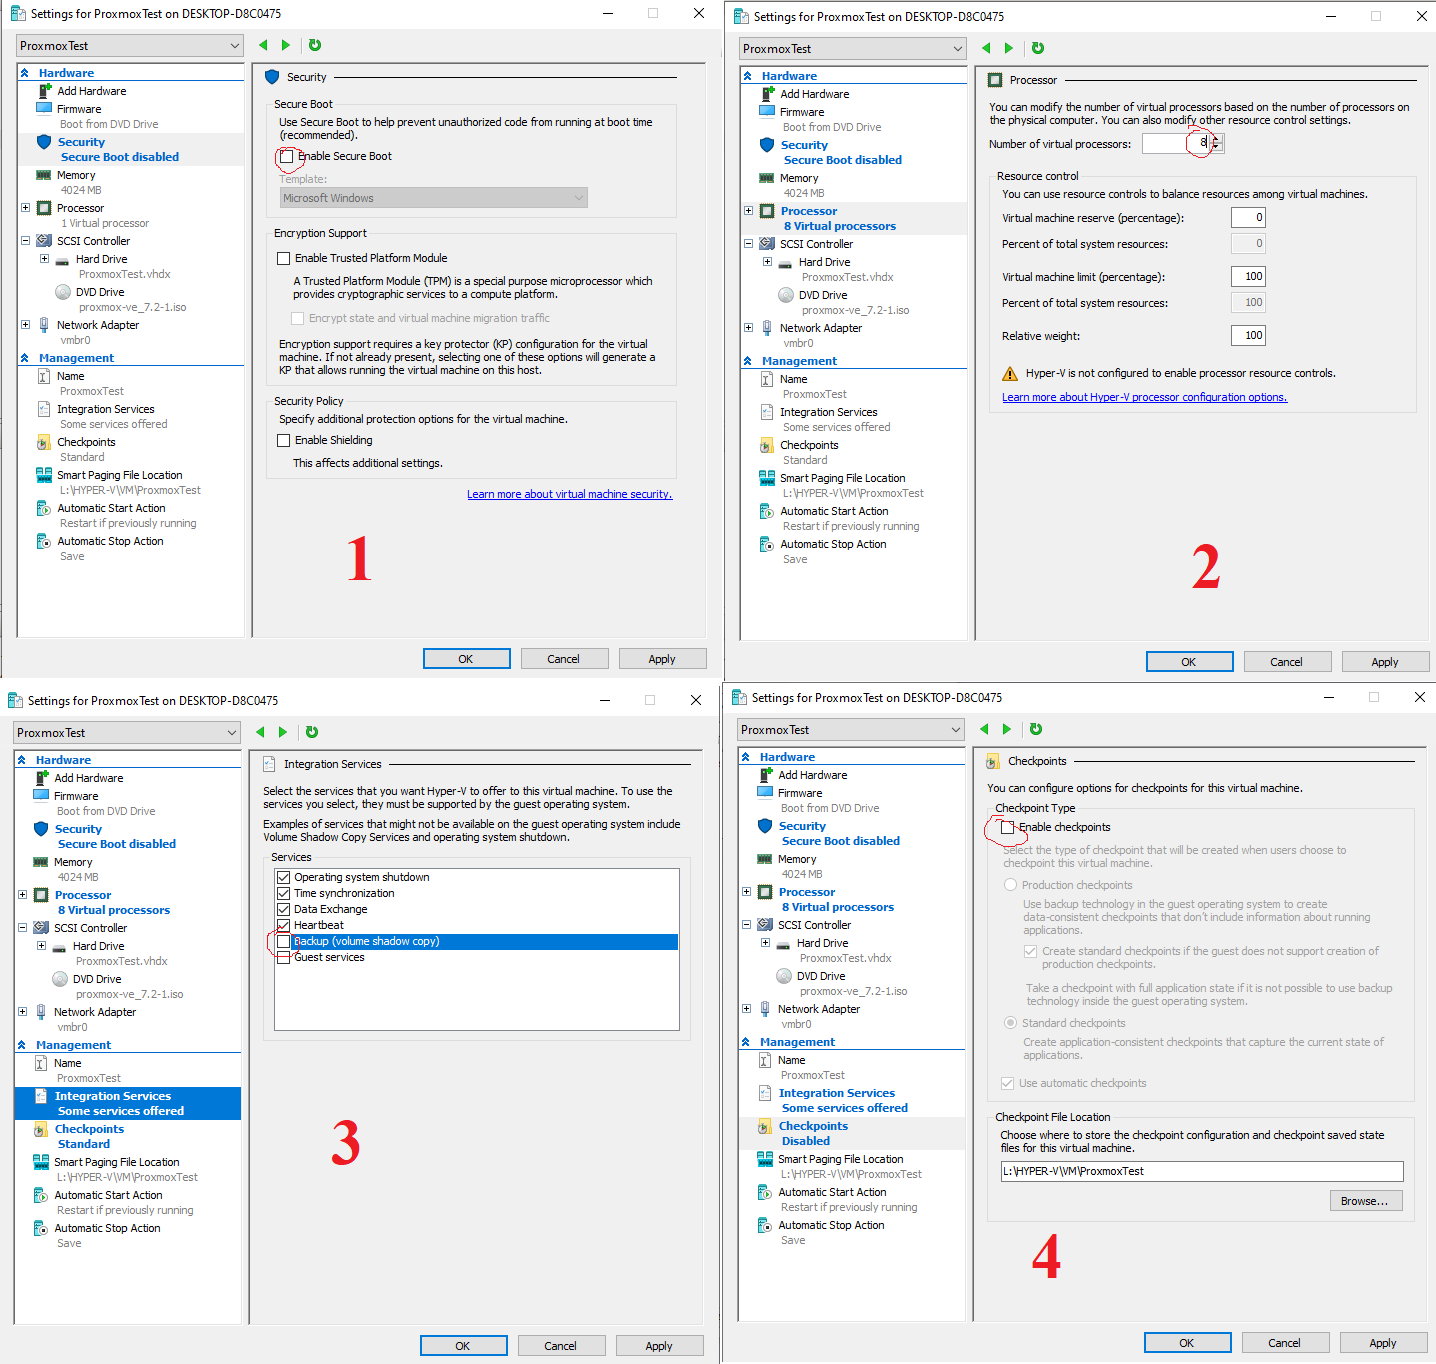 Settings for ProxmoxTest on DESKTOP-D8C0475
ProxmoxTest
Hardware
Add Hardware
Firmware
Boot from DVD Drive
Security
Secure Boot disabled
Memory
4024 MB
Processor
1 Virtual processor
SCSI Controller
Hard Drive
ProxmoxTest.vhdx
DVD Drive
proxmox-ve_7.2-1.iso
Network Adapter
vmbr0
Management
Name
ProxmoxTest
Integration Services
Some services offered
Checkpoints
Standard
Smart Paging File Location
L:\HYPER-V\VM\ProxmoxTest
Automatic Start Action
Restart if previously running
Automatic Stop Action
Save
Security
Secure Boot
Use Secure Boot to help prevent unauthorized code from running at boot time
(recommended).
Enable Secure Boot
Template:
Microsoft Windows
Encryption Support
Enable Trusted Platform Module
A Trusted Platform Module (TPM) is a special purpose microprocessor which
provides cryptographic services to a compute platform.
Encrypt state and virtual machine migration traffic
Encryption support requires a key protector (KP) configuration for the virtual
machine. If not already present, selecting one of these options will generate a
KP that allows running the virtual machine on this host.
Security Policy
Specify additional protection options for the virtual machine.
Enable Shielding
This affects additional settings.
Learn more about virtual machine security.
1
OK
Cancel
Apply
Settings for ProxmoxTest on DESKTOP-D8C0475
ProxmoxTest
Hardware
Add Hardware
Firmware
Boot from DVD Drive
Security
Secure Boot disabled
Memory
4024 MB
Processor
8 Virtual processors
SCSI Controller
Hard Drive
ProxmoxTest.vhdx
DVD Drive
proxmox-ve_7.2-1.iso
Network Adapter
vmbr0
Management
Name
ProxmoxTest
Integration Services
Some services offered
Checkpoints
Standard
Smart Paging File Location
L:\HYPER-V\VM\ProxmoxTest
Automatic Start Action
Restart if previously running
Automatic Stop Action
Save
Processor
You can modify the number of virtual processors based on the number of processors on
the physical computer. You can also modify other resource control settings.
Number of virtual processors: 8
Resource control
You can use resource controls to balance resources among virtual machines.
Virtual machine reserve (percentage): 0
Percent of total system resources: 0
Virtual machine limit (percentage): 100
Percent of total system resources: 100
Relative weight: 100
Hyper-V is not configured to enable processor resource controls.
Learn more about Hyper-V processor configuration options.
2
OK
Cancel
Apply
Settings for ProxmoxTest on DESKTOP-D8C0475
ProxmoxTest
Hardware
Add Hardware
Firmware
Boot from DVD Drive
Security
Secure Boot disabled
Memory
4024 MB
Processor
8 Virtual processors
SCSI Controller
Hard Drive
ProxmoxTest.vhdx
DVD Drive
proxmox-ve_7.2-1.iso
Network Adapter
vmbr0
Management
Name
ProxmoxTest
Integration Services
Some services offered
Checkpoints
Standard
Smart Paging File Location
L:\HYPER-V\VM\ProxmoxTest
Automatic Start Action
Restart if previously running
Automatic Stop Action
Save
Integration Services
Select the services that you want Hyper-V to offer to this virtual machine. To use the
services you select, they must be supported by the guest operating system.
Examples of services that might not be available on the guest operating system include
Volume Shadow Copy Services and operating system shutdown.
Services
Operating system shutdown
Time synchronization
Data Exchange
Heartbeat
Backup (volume shadow copy)
Guest services
3
OK
Cancel
Apply
Settings for ProxmoxTest on DESKTOP-D8C0475
ProxmoxTest
Hardware
Add Hardware
Firmware
Boot from DVD Drive
Security
Secure Boot disabled
Memory
4024 MB
Processor
8 Virtual processors
SCSI Controller
Hard Drive
ProxmoxTest.vhdx
DVD Drive
proxmox-ve_7.2-1.iso
Network Adapter
vmbr0
Management
Name
ProxmoxTest
Integration Services
Some services offered
Checkpoints
Disabled
Smart Paging File Location
L:\HYPER-V\VM\ProxmoxTest
Automatic Start Action
Restart if previously running
Automatic Stop Action
Save
Checkpoints
You can configure options for checkpoints for this virtual machine.
Checkpoint Type
Enable checkpoints
Select the type of checkpoint that will be created when users choose to
checkpoint this virtual machine.
Production checkpoints
Use backup technology in the guest operating system to create
data-consistent checkpoints that don't include information about running
applications.
Create standard checkpoints if the guest does not support creation of
production checkpoints.
Take a checkpoint with full application state if it is not possible to use backup
technology inside the guest operating system.
Standard checkpoints
Create application-consistent checkpoints that capture the current state of
applications.
Use automatic checkpoints
Checkpoint File Location
Choose where to store the checkpoint configuration and checkpoint saved state
files for this virtual machine.
L:\HYPER-V\VM\ProxmoxTest
Browse...
4
OK
Cancel
Apply